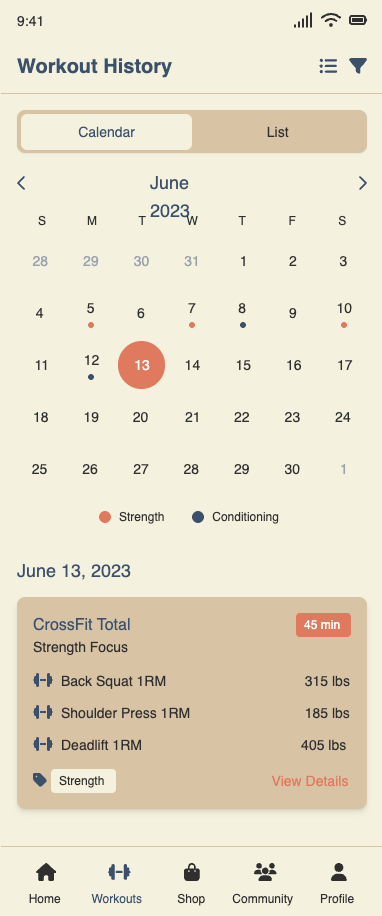 9:41
Workout History
Calendar List
June
2023
S M T W T F S
28 29 30 31 1 2 3
4 5 6 7 8 9 10
11 12 13 14 15 16 17
18 19 20 21 22 23 24
25 26 27 28 29 30 1
Strength Conditioning
June 13, 2023
CrossFit Total 45 min
Strength Focus
Back Squat 1RM 315 lbs
Shoulder Press 1RM 185 lbs
Deadlift 1RM 405 lbs
Strength View Details
Home Workouts Shop Community Profile